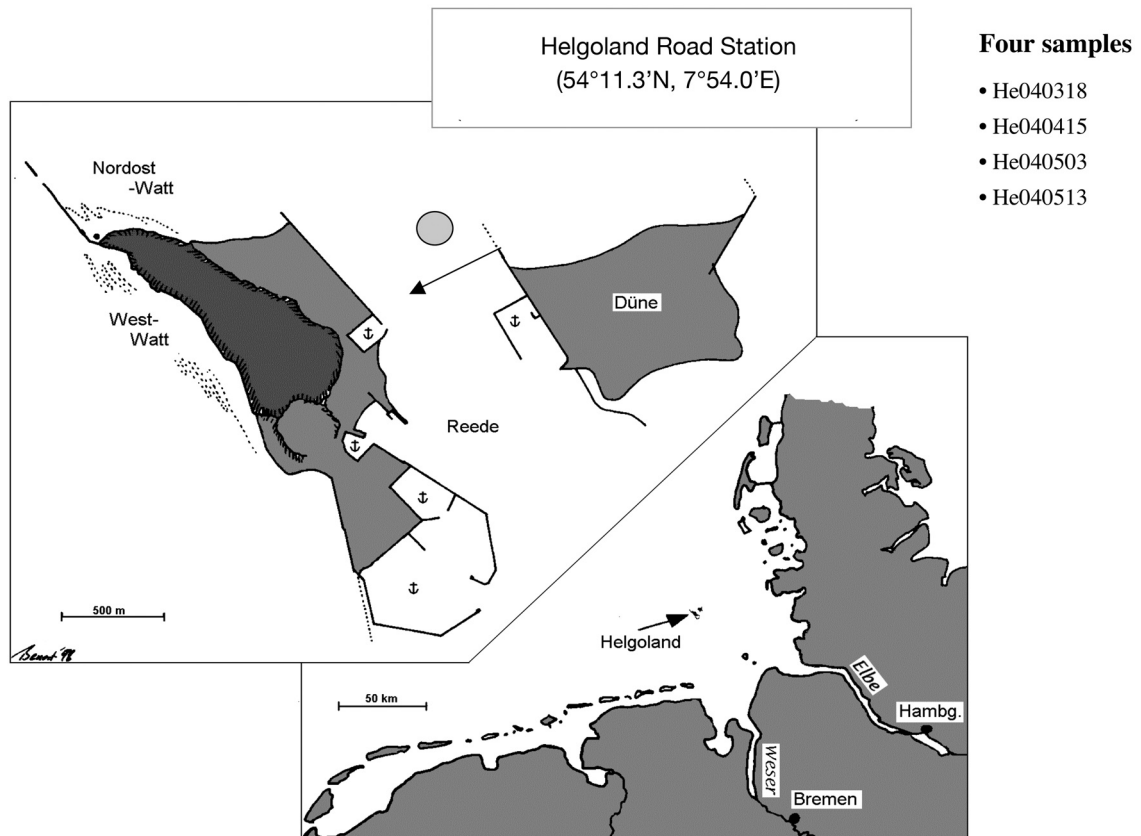 Helgoland Road Station
(54°11.3’N, 7°54.0’E)
Four samples
• He040318
• He040415
• He040503
• He040513
Nordost
-Watt
West-
Watt
Düne
Reede
500 m
Helgoland
50 km
Elbe
Hambg.
weser
Bremen